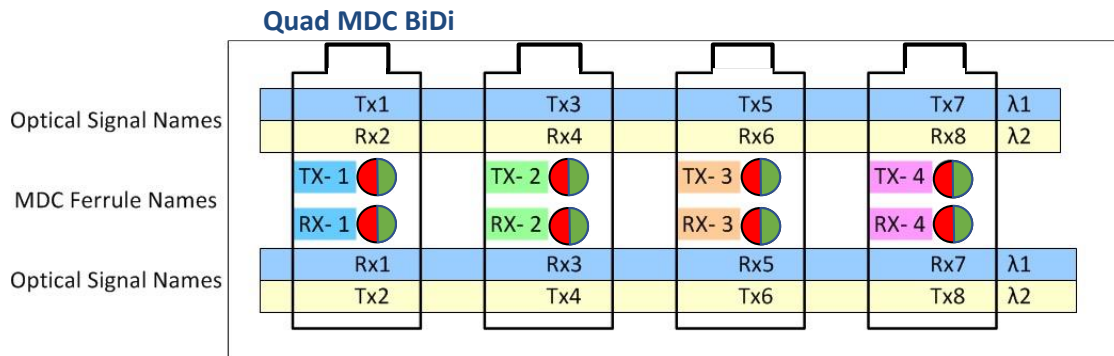 Quad MDC BiDi
Optical Signal Names
Tx1 Tx3 Tx5 Tx7 λ1
Rx2 Rx4 Rx6 Rx8 λ2
MDC Ferrule Names
TX- 1 TX- 2 TX- 3 TX- 4
RX- 1 RX- 2 RX- 3 RX- 4
Optical Signal Names
Rx1 Rx3 Rx5 Rx7 λ1
Tx2 Tx4 Tx6 Tx8 λ2